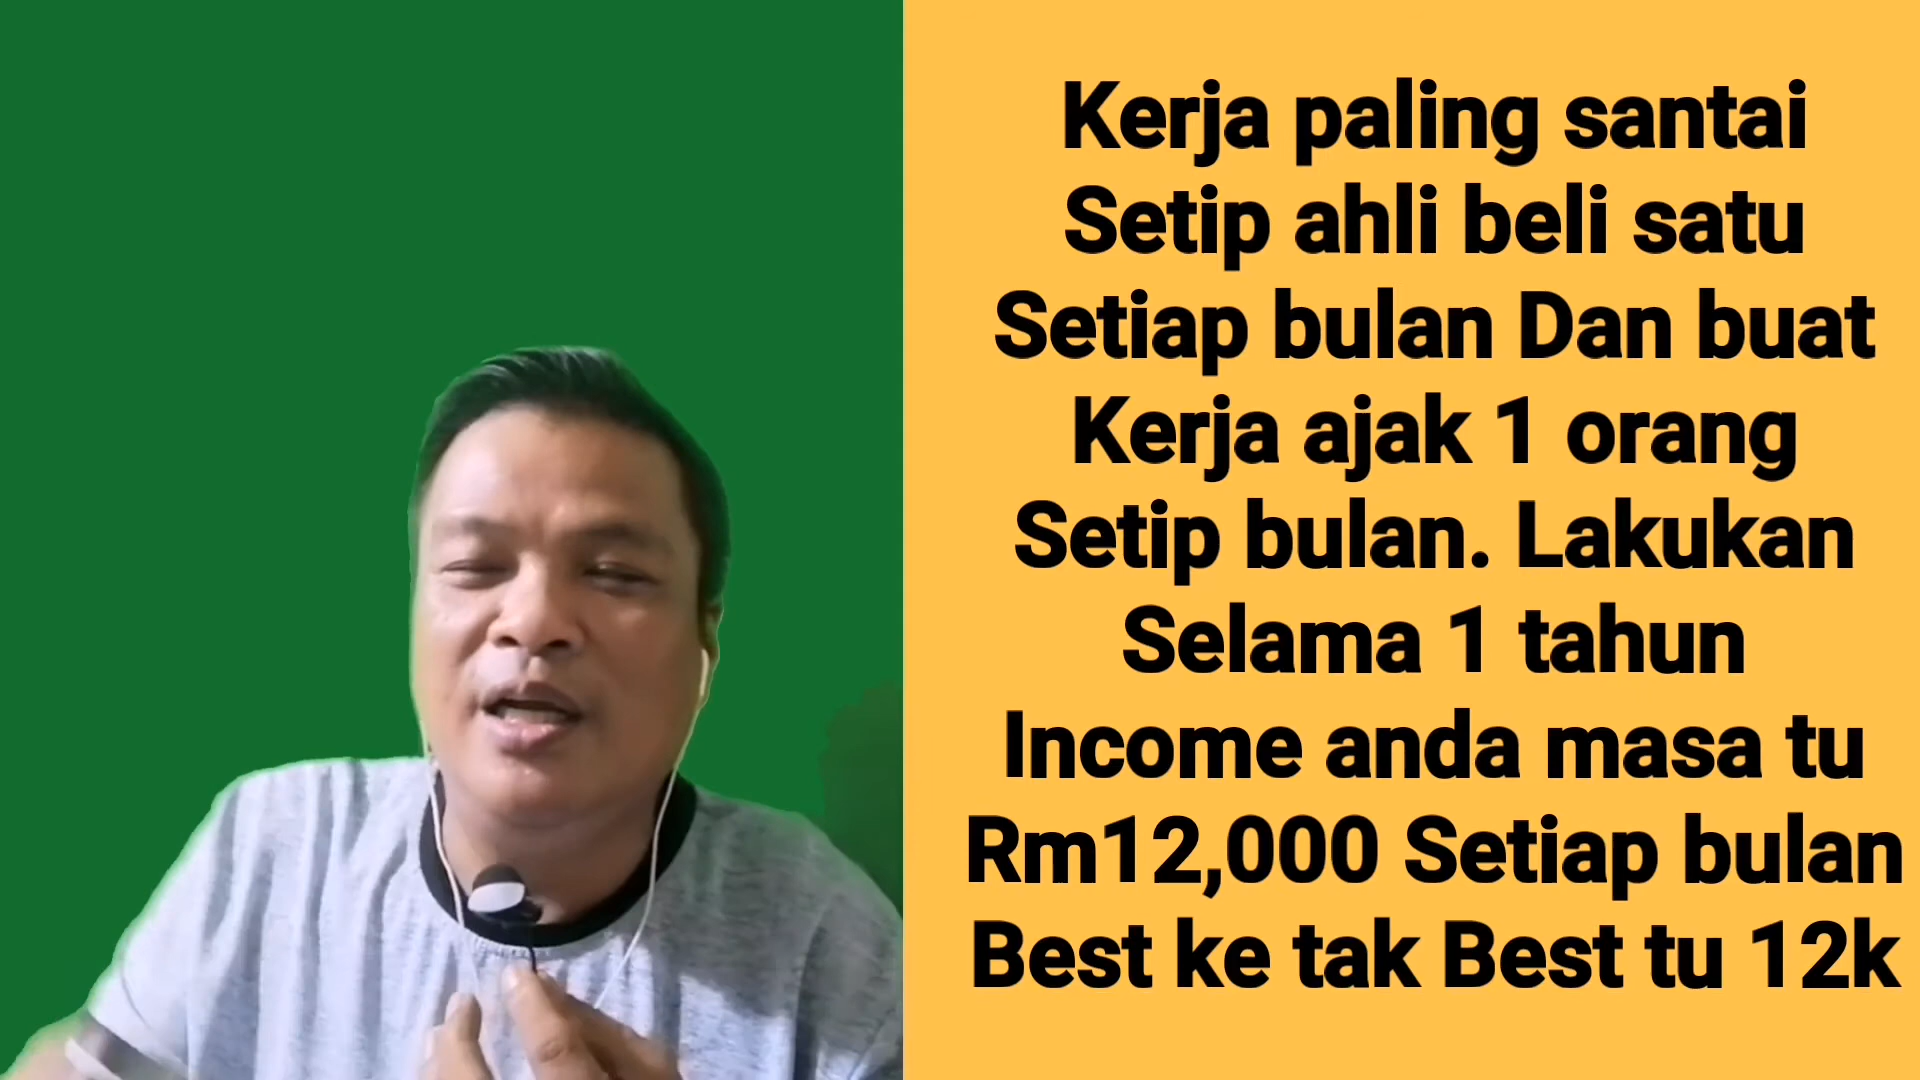 Kerja paling santai
Setip ahli beli satu
Setiap bulan Dan buat
Kerja ajak 1 orang
Setip bulan. Lakukan
Selama 1 tahun
Income anda masa tu
Rm12,000 Setiap bulan
Best ke tak Best tu 12k